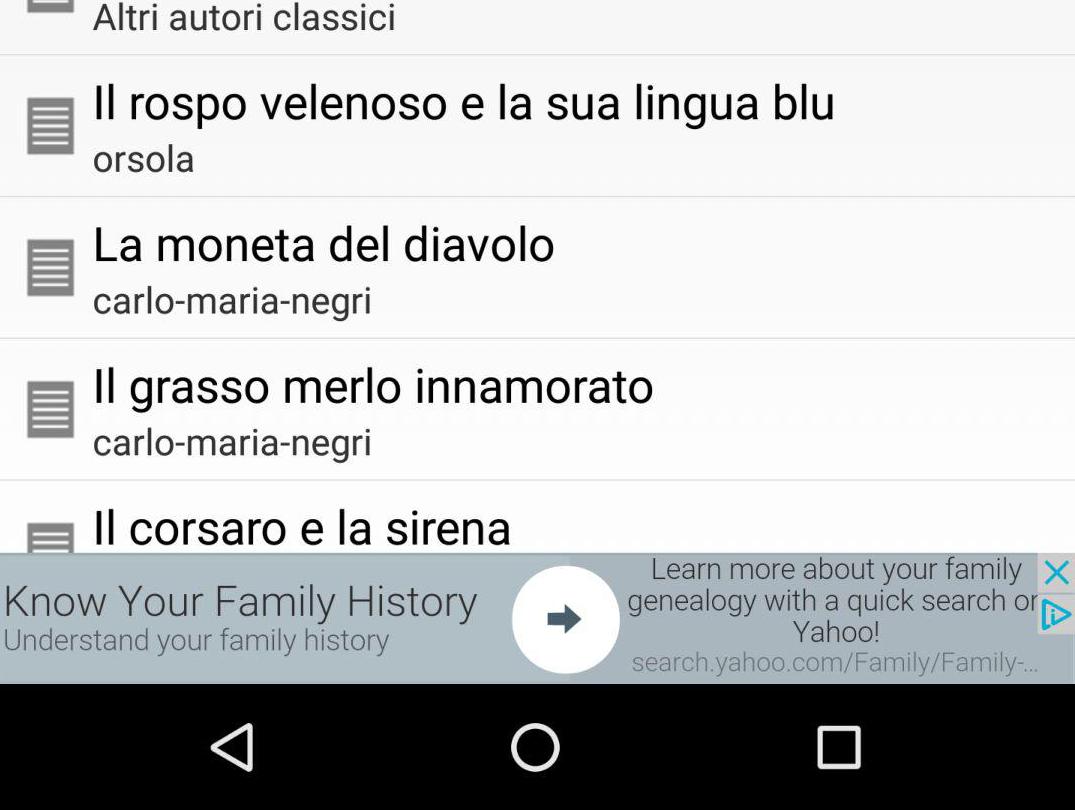 Altri autori classici
Il rospo velenoso e la sua lingua blu
orsola
La moneta del diavolo
carlo-maria-negri
Il grasso merlo innamorato
carlo-maria-negri
Il corsaro e la sirena
Know Your Family History
Understand your family history
Learn more about your family
genealogy with a quick search or
Yahoo!
search.yahoo.com/Family/Family-...